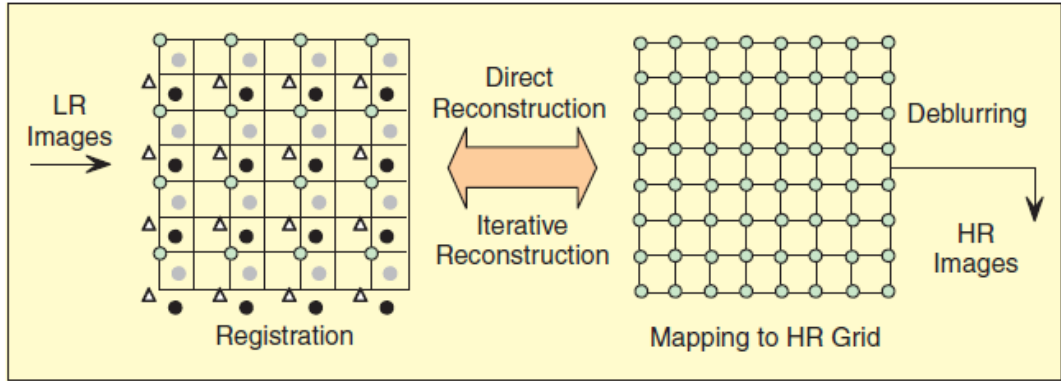 LR
Images
Registration
Direct
Reconstruction
Iterative
Reconstruction
Mapping to HR Grid
Deblurring
HR
Images